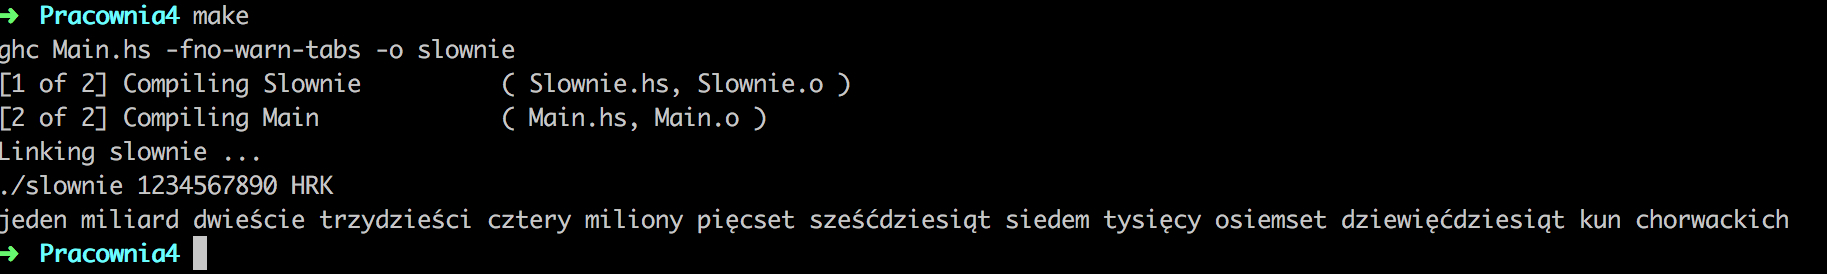 ➜ Pracownia4 make
ghc Main.hs -fno-warn-tabs -o slownie
[1 of 2] Compiling Slownie ( Slownie.hs, Slownie.o )
[2 of 2] Compiling Main ( Main.hs, Main.o )
Linking slownie ...
./slownie 1234567890 HRK
jeden miliard dwieście trzydzieści cztery miliony pięcset sześćdziesiąt siedem tysięcy osiemset dziewięćdziesiąt kun chorwackich
➜ Pracownia4